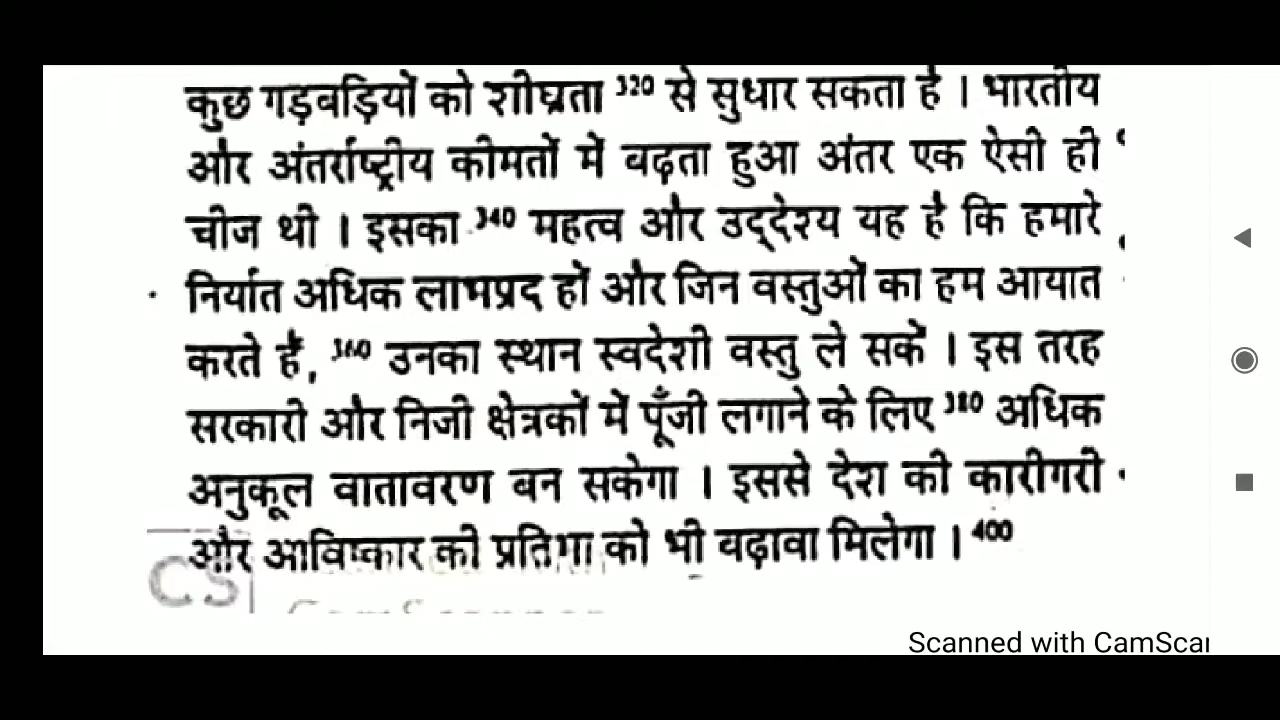 कुछ गड़बड़ियों को शीघ्रता 320 से सुधार सकता है । भारतीय
और अंतर्राष्ट्रीय कीमतों में बढ़ता हुआ अंतर एक ऐसी ही
चीज थी । इसका 340 महत्व और उद्देश्य यह है कि हमारे
निर्यात अधिक लाभप्रद हों और जिन वस्तुओं का हम आयात
करते हैं, 360 उनका स्थान स्वदेशी वस्तु ले सकें । इस तरह
सरकारी और निजी क्षेत्रकों में पूँजी लगाने के लिए 380 अधिक
अनुकूल वातावरण बन सकेगा । इससे देश की कारीगरी
और आविष्कार की प्रतिभा को भी बढ़ावा मिलेगा । 400
CS
CamScanner
Scanned with CamScan